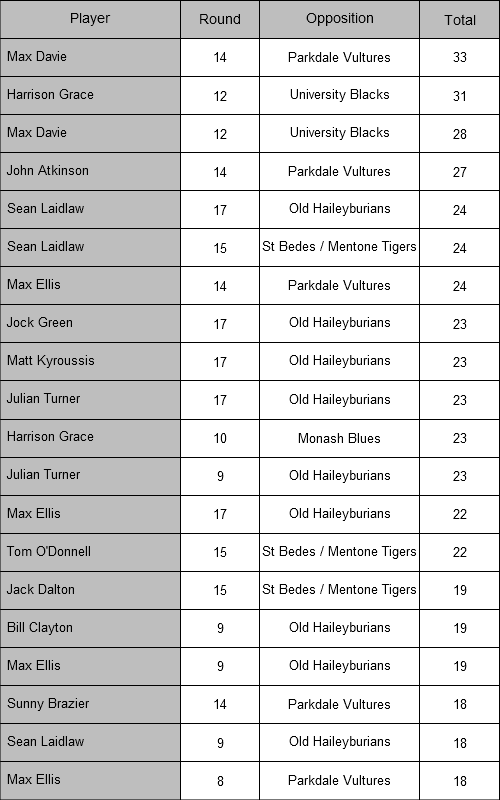 Player Round Opposition Total
Max Davie 14 Parkdale Vultures 33
Harrison Grace 12 University Blacks 31
Max Davie 12 University Blacks 28
John Atkinson 14 Parkdale Vultures 27
Sean Laidlaw 17 Old Haileyburians 24
Sean Laidlaw 15 St Bedes / Mentone Tigers 24
Max Ellis 14 Parkdale Vultures 24
Jock Green 17 Old Haileyburians 23
Matt Kyroussis 17 Old Haileyburians 23
Julian Turner 17 Old Haileyburians 23
Harrison Grace 10 Monash Blues 23
Julian Turner 9 Old Haileyburians 23
Max Ellis 17 Old Haileyburians 22
Tom O'Donnell 15 St Bedes / Mentone Tigers 22
Jack Dalton 15 St Bedes / Mentone Tigers 19
Bill Clayton 9 Old Haileyburians 19
Max Ellis 9 Old Haileyburians 19
Sunny Brazier 14 Parkdale Vultures 18
Sean Laidlaw 9 Old Haileyburians 18
Max Ellis 8 Parkdale Vultures 18